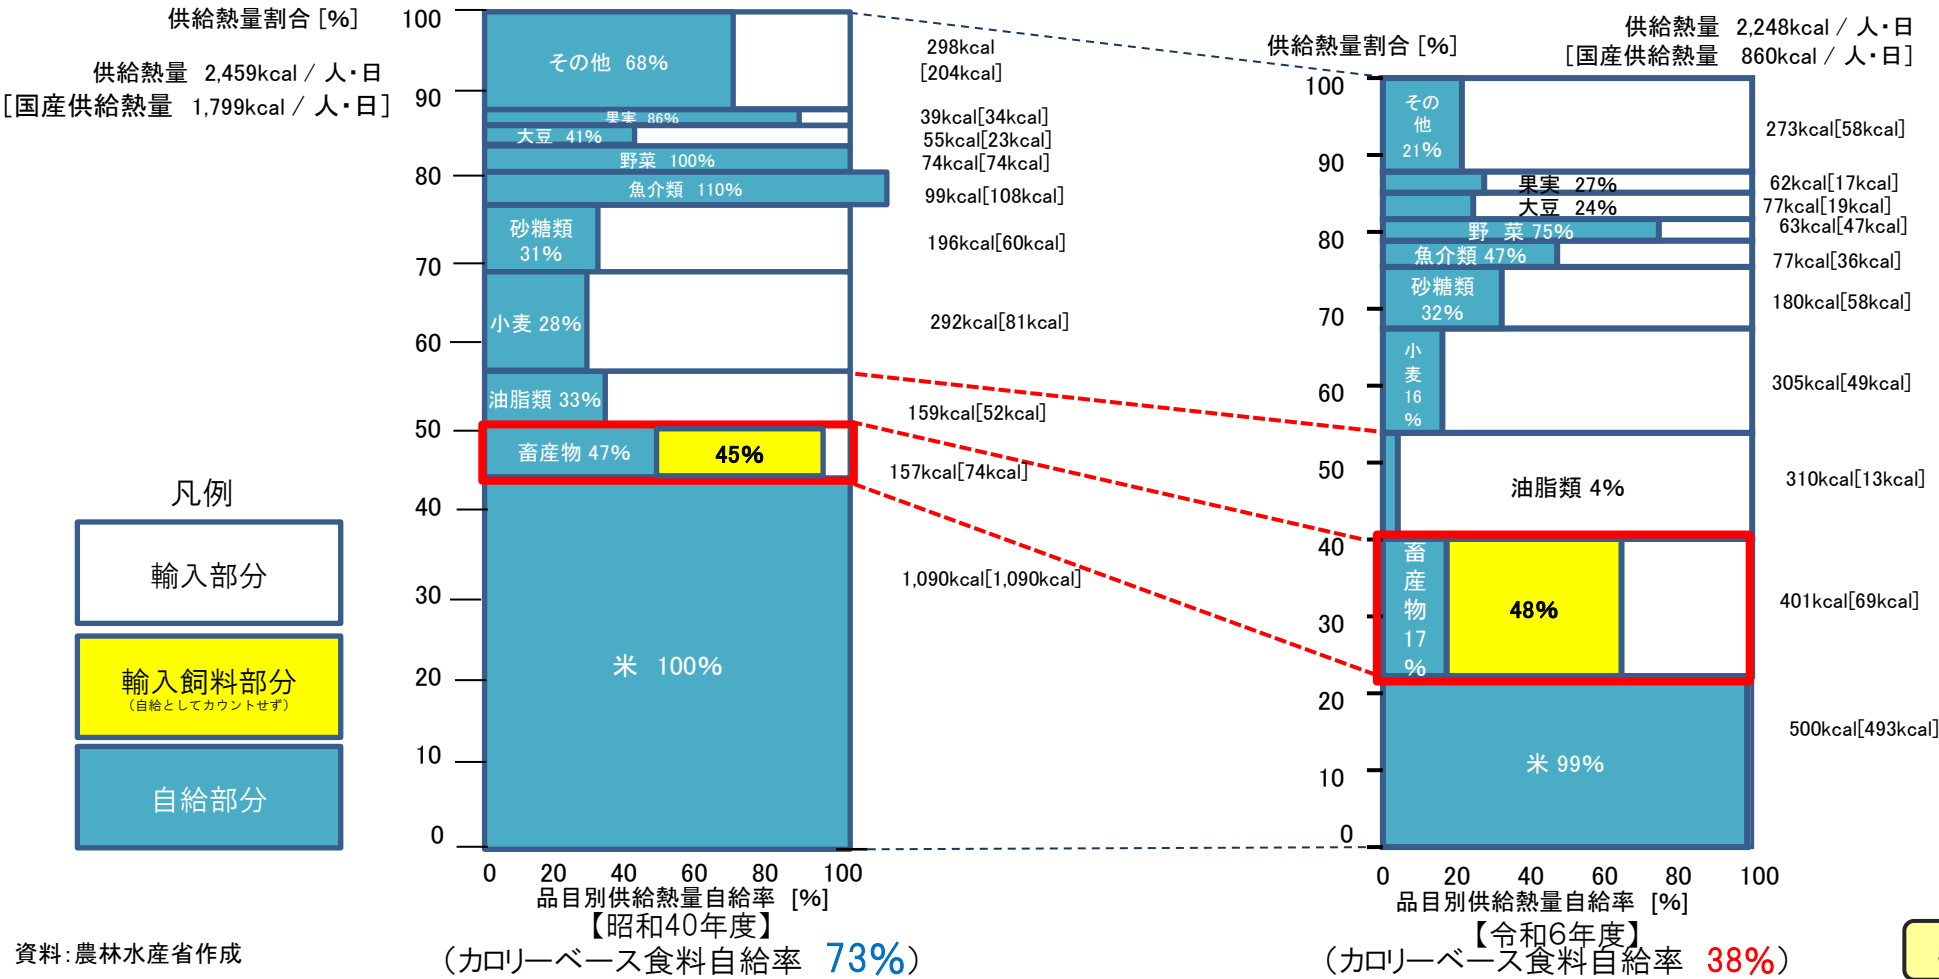 供給熱量割合 [%]
供給熱量 2,459kcal / 人・日
[国産供給熱量 1,799kcal / 人・日]
100
90
80
70
60
50
40
30
20
10
0
その他 68%
果実 86%
大豆 41%
野菜 100%
魚介類 110%
砂糖類
31%
小麦 28%
油脂類 33%
畜産物 47%
45%
米 100%
298kcal
[204kcal]
39kcal[34kcal]
55kcal[23kcal]
74kcal[74kcal]
99kcal[108kcal]
196kcal[60kcal]
292kcal[81kcal]
159kcal[52kcal]
157kcal[74kcal]
1,090kcal[1,090kcal]
0 20 40 60 80 100
品目別供給熱量自給率 [%]
【昭和40年度】
(カロリーベース食料自給率 73%)
凡例
輸入部分
輸入飼料部分
(自給としてカウントせず)
自給部分
資料:農林水産省作成
供給熱量割合 [%]
供給熱量 2,248kcal / 人・日
[国産供給熱量 860kcal / 人・日]
100
90
80
70
60
50
40
30
20
10
0
その
他
21%
果実 27%
大豆 24%
野 菜 75%
魚介類 47%
砂糖類
32%
小
麦
16
%
油脂類 4%
畜
産
物
17
%
48%
米 99%
273kcal[58kcal]
62kcal[17kcal]
77kcal[19kcal]
63kcal[47kcal]
77kcal[36kcal]
180kcal[58kcal]
305kcal[49kcal]
310kcal[13kcal]
401kcal[69kcal]
500kcal[493kcal]
0 20 40 60 80 100
品目別供給熱量自給率 [%]
【令和6年度】
(カロリーベース食料自給率 38%)